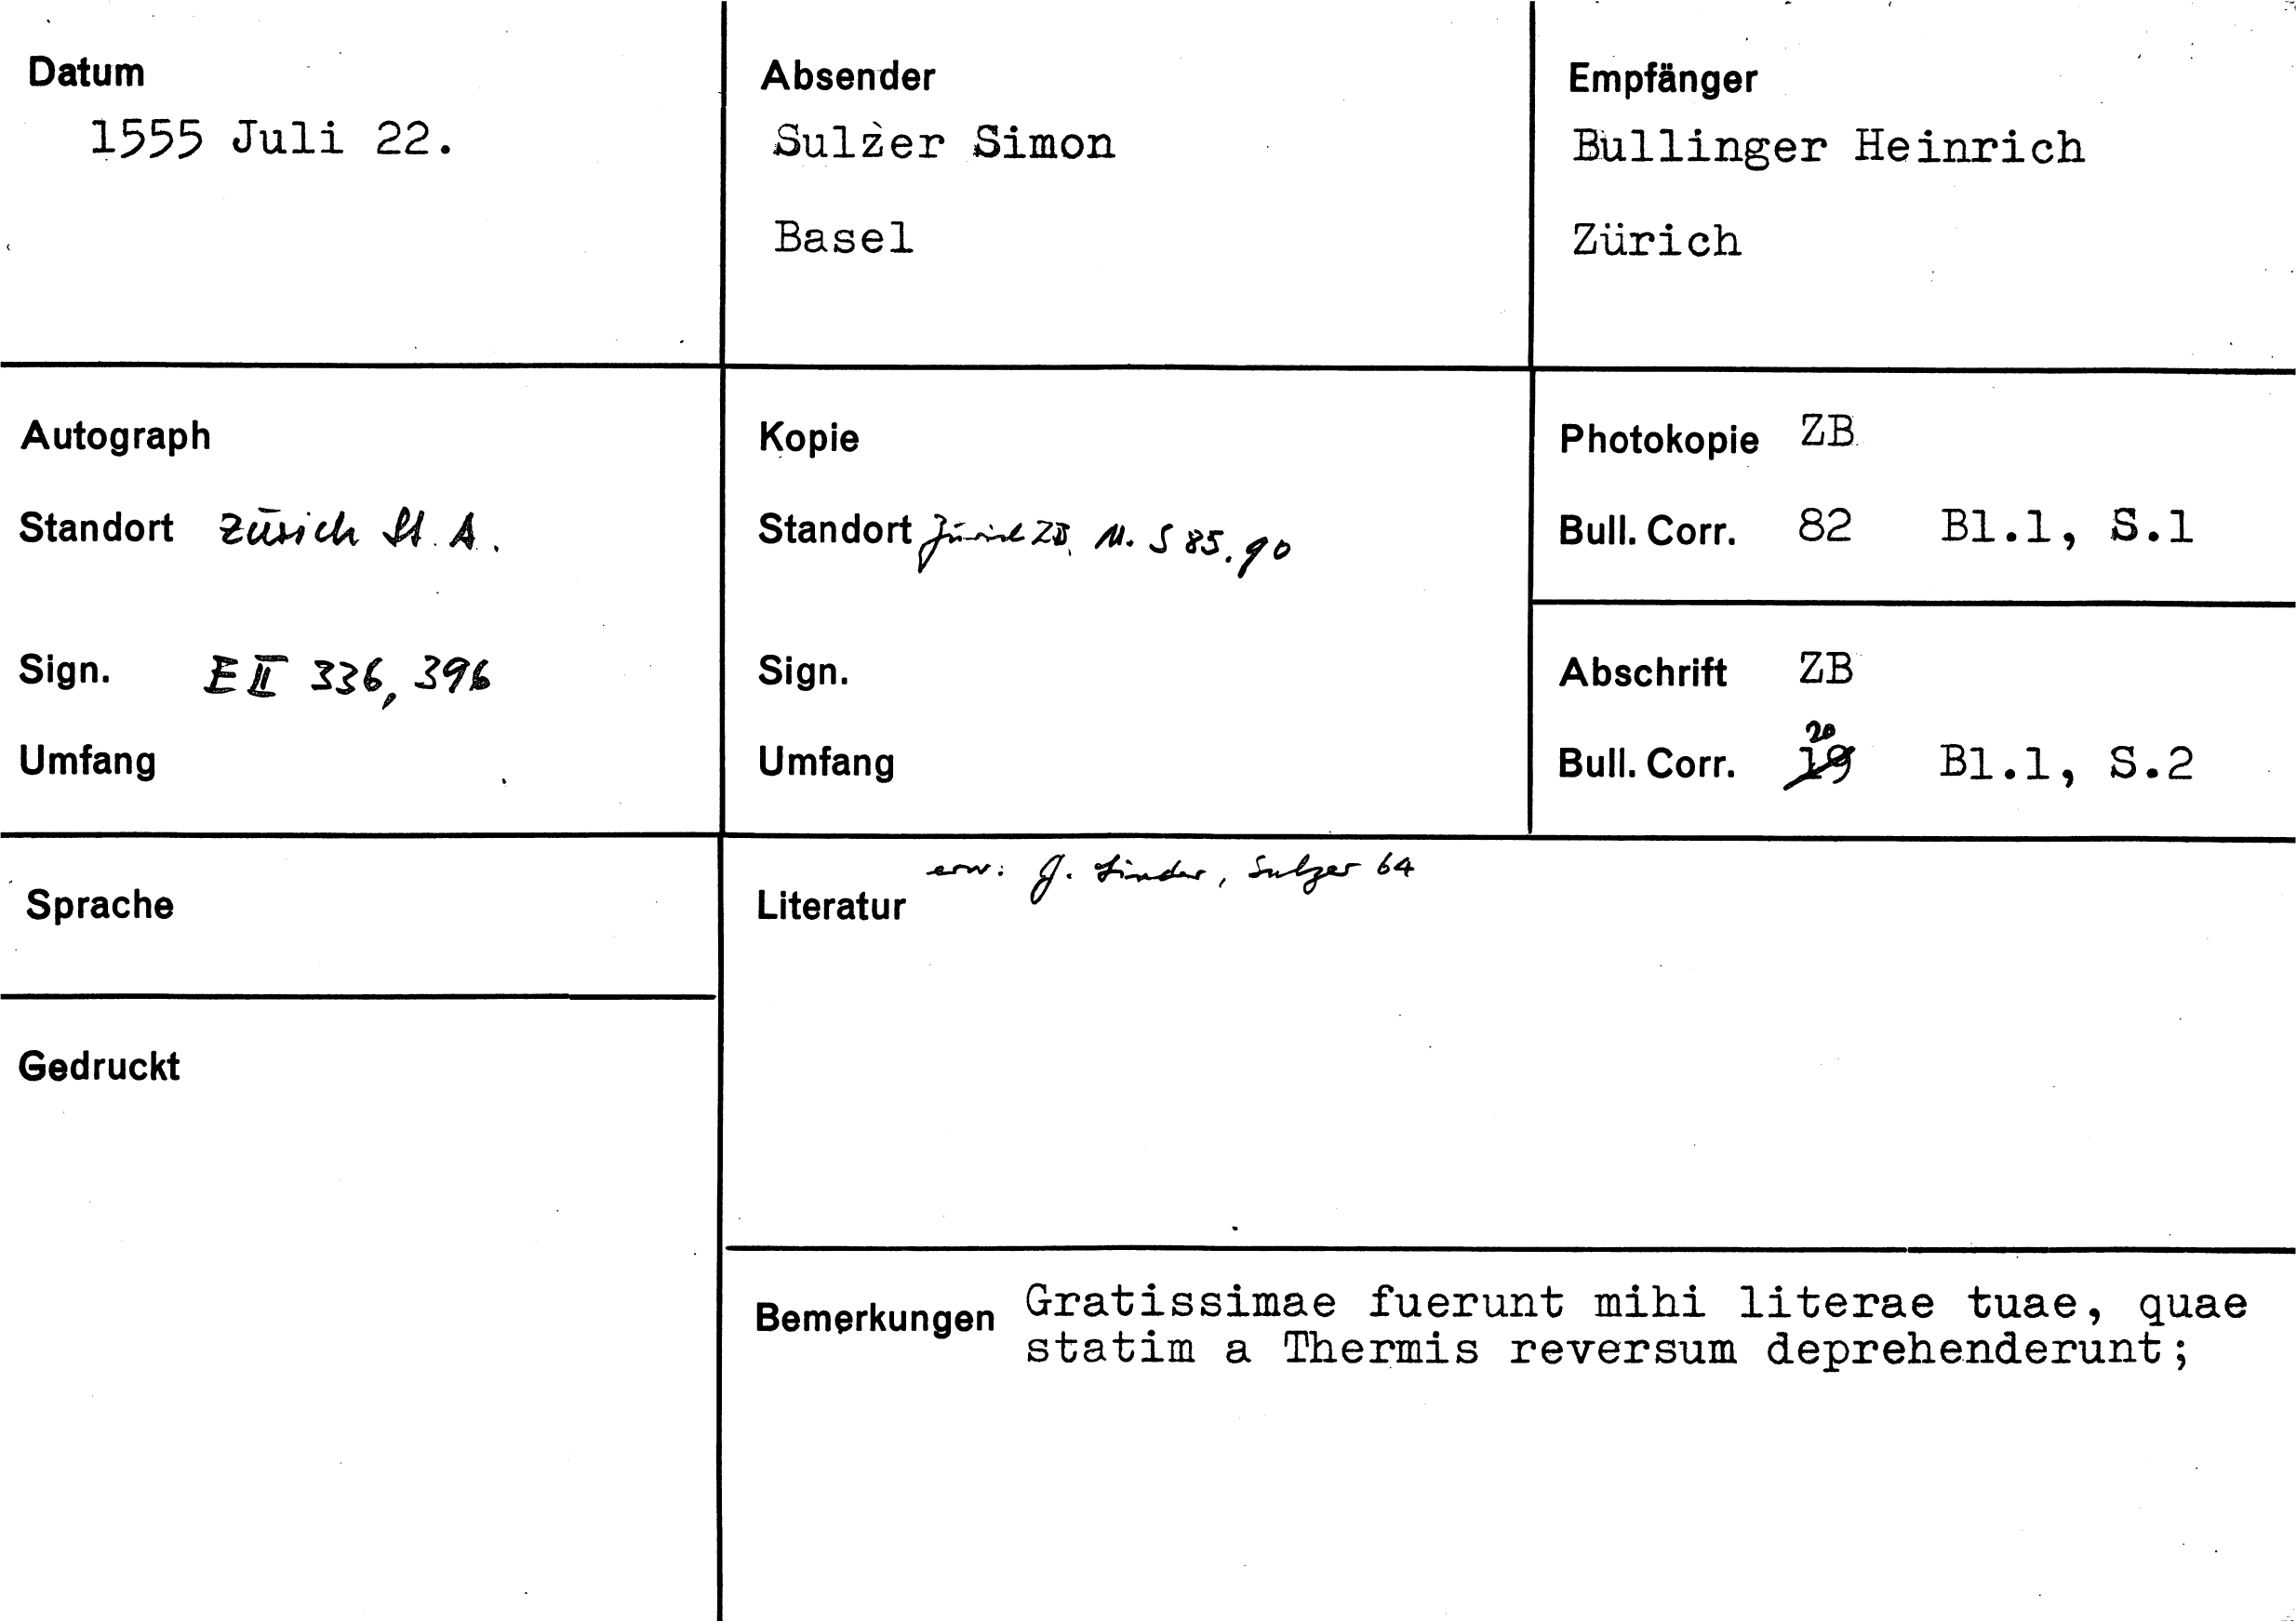 Datum
1555 Juli 22.
Absender
Sulzer Simon
Basel
Empfänger
Bullinger Heinrich
Zürich
Autograph
Standort Zürich St. A.
Sign. E II 336, 396
Umfang
Kopie
Standort Zürich ZB, M. S 85. 90
Sign.
Umfang
Photokopie ZB
Bull. Corr. 82 Bl.1, S.1
Abschrift ZB
20
Bull. Corr. 19 Bl.1, S.2
Sprache
Gedruckt
erw: G. Linder, Sulzer 64
Literatur
Bemerkungen Gratissimae fuerunt mihi literae tuae, quae
statim a Thermis reversum deprehenderunt;